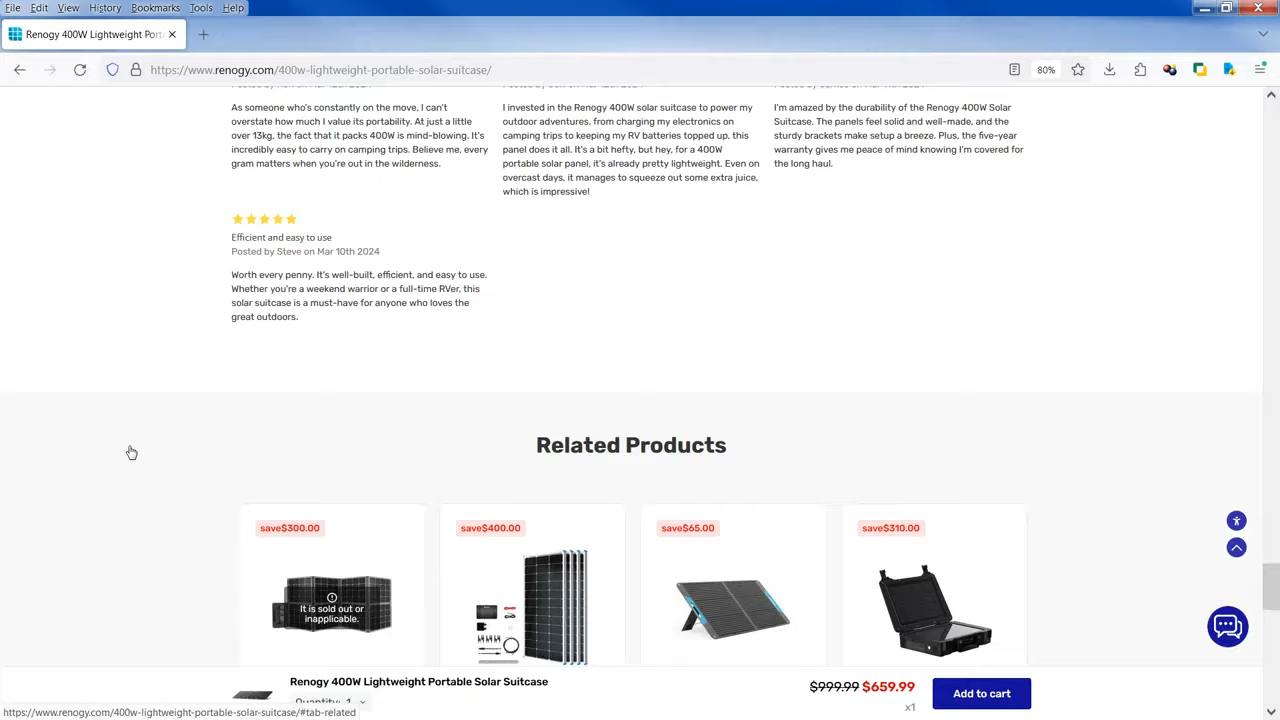 File Edit View History Bookmarks Tools Help
Renogy 400W Lightweight Port
https://www.renogy.com/400w-lightweight-portable-solar-suitcase/
80%
As someone who's constantly on the move, I can't
overstate how much I value its portability. At just a little
over 13kg, the fact that it packs 400W is mind-blowing. It's
incredibly easy to carry on camping trips. Believe me, every
gram matters when you're out in the wilderness.
I invested in the Renogy 400W solar suitcase to power my
outdoor adventures, from charging my electronics on
camping trips to keeping my RV batteries topped up, this
panel does it all. It's a bit hefty, but hey, for a 400W
portable solar panel, it's already pretty lightweight. Even on
overcast days, it manages to squeeze out some extra juice,
which is impressive!
I'm amazed by the durability of the Renogy 400W Solar
Suitcase. The panels feel solid and well-made, and the
sturdy brackets make setup a breeze. Plus, the five-year
warranty gives me peace of mind knowing I'm covered for
the long haul.
Efficient and easy to use
Posted by Steve on Mar 10th 2024
Worth every penny. It's well-built, efficient, and easy to use.
Whether you're a weekend warrior or a full-time RVer, this
solar suitcase is a must-have for anyone who loves the
great outdoors.
Related Products
save$300.00
It is sold out or
inapplicable.
save$400.00
save$65.00
save$310.00
Renogy 400W Lightweight Portable Solar Suitcase
Quantity: 1
$999.99 $659.99
x1
Add to cart
https://www.renogy.com/400w-lightweight-portable-solar-suitcase/#tab-related